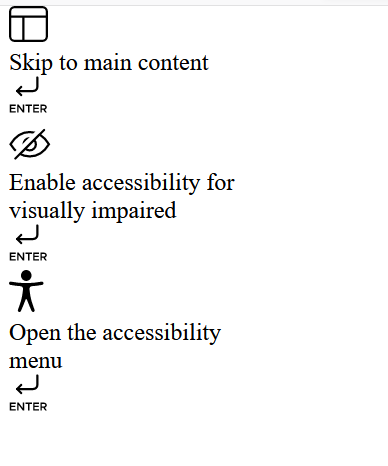 Skip to main content
ENTER
Enable accessibility for
visually impaired
ENTER
Open the accessibility
menu
ENTER